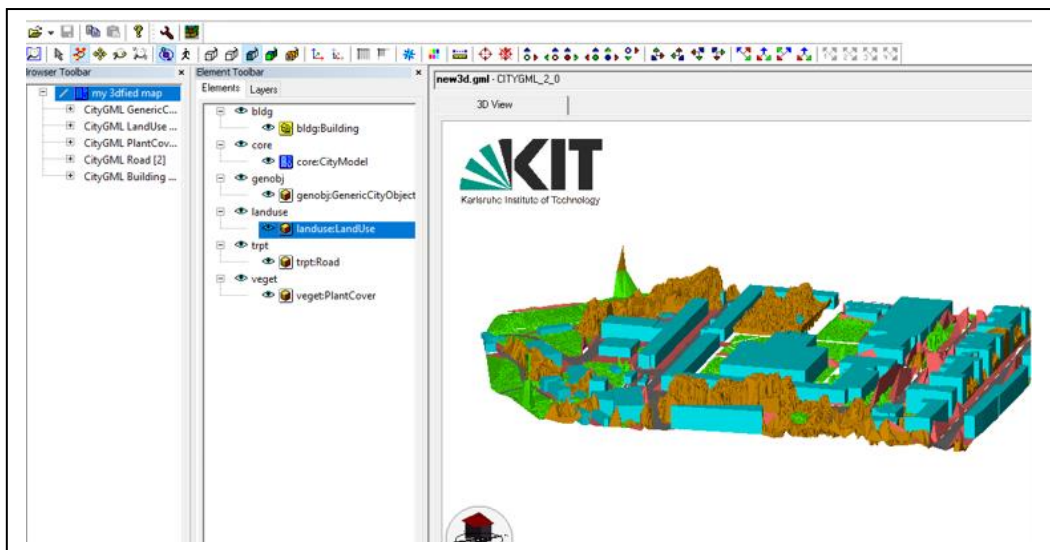 Browser Toolbar
my 3dfied map
CityGML GenericC...
CityGML LandUse ...
CityGML PlantCov...
CityGML Road [2]
CityGML Building ...
Element Toolbar
Elements Layers
bldg
bldg:Building
core
core:CityModel
genobj
genobj:GenericCityObject
landuse
landuse:LandUse
trpt
trpt:Road
veget
veget:PlantCover
new3d.gml - CITYGML_2_0
3D View
KIT
Karlsruhe Institute of Technology